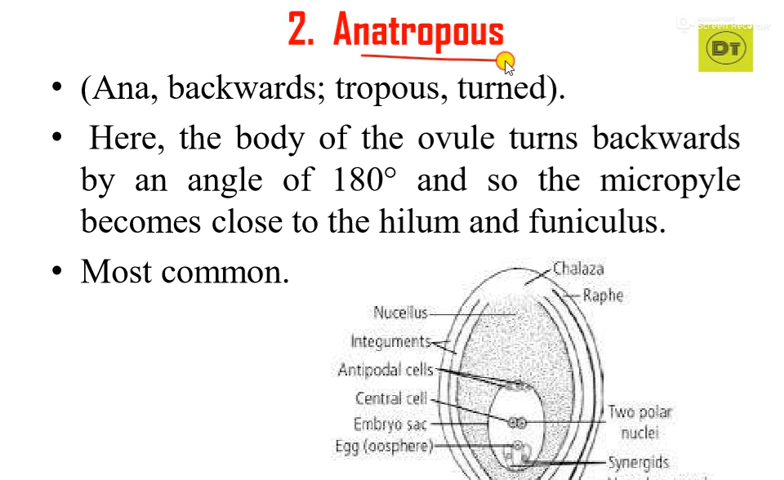 2. Anatropous
DT
• (Ana, backwards; tropous, turned).
• Here, the body of the ovule turns backwards
by an angle of 180° and so the micropyle
becomes close to the hilum and funiculus.
• Most common.
Chalaza
Raphe
Nucellus
Integuments
Antipodal cells
Central cell
Embryo sac
Egg (oosphere)
Two polar
nuclei
Synergids